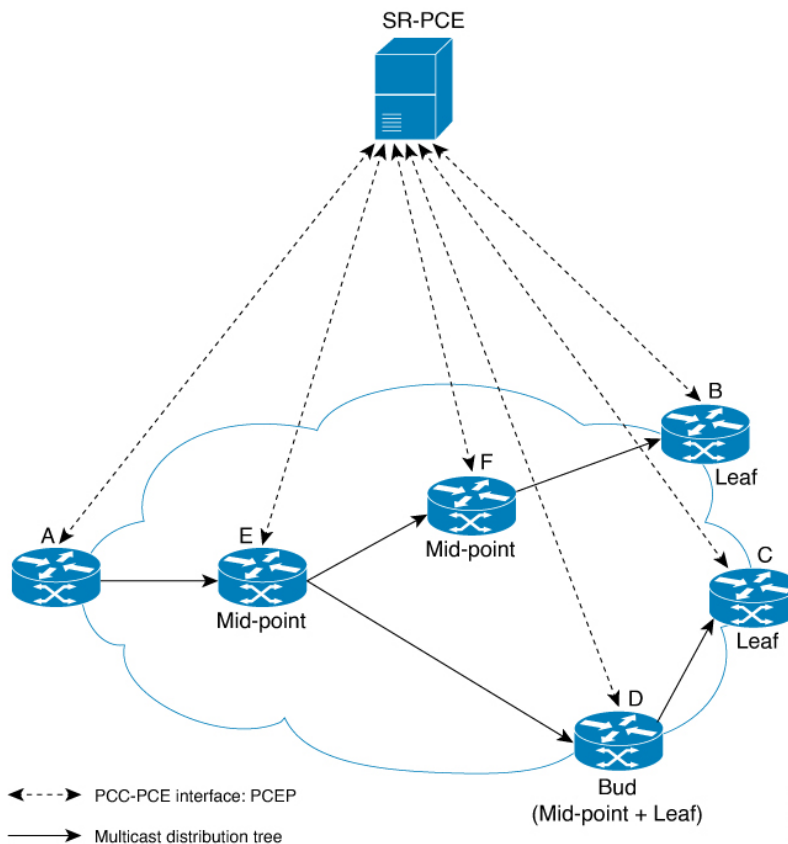 SR-PCE
B
Leaf
F
Mid-point
A
E
Mid-point
C
Leaf
D
Bud
(Mid-point + Leaf)
PCC-PCE interface: PCEP
Multicast distribution tree